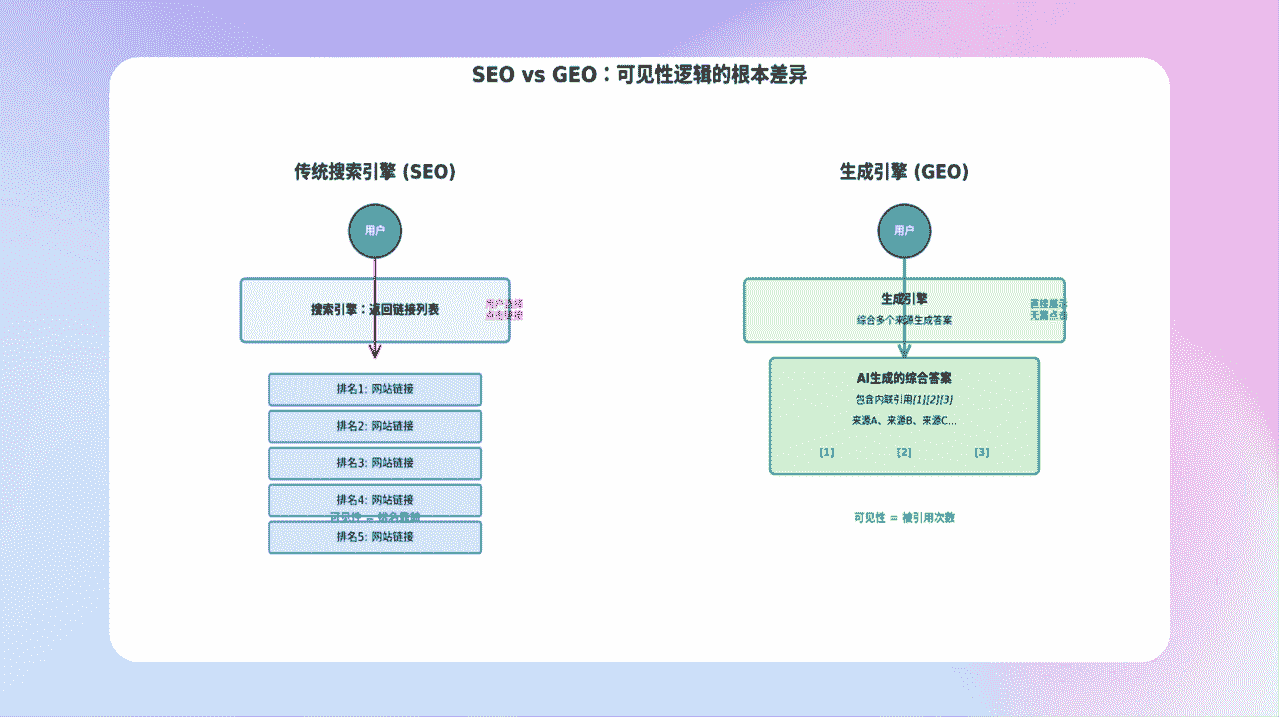 SEO vs GEO：可见性逻辑的根本差异
传统搜索引擎 (SEO)
用户
搜索引擎：返回链接列表
排名1: 网站链接
排名2: 网站链接
排名3: 网站链接
排名4: 网站链接
可见性 =
排名5: 网站链接
生成引擎 (GEO)
用户
生成引擎
综合多个来源生成答案
直接展示
无需点击
AI生成的综合答案
包含内联引用[1][2][3]
来源A、来源B、来源C...
[1] [2] [3]
可见性 = 被引用次数